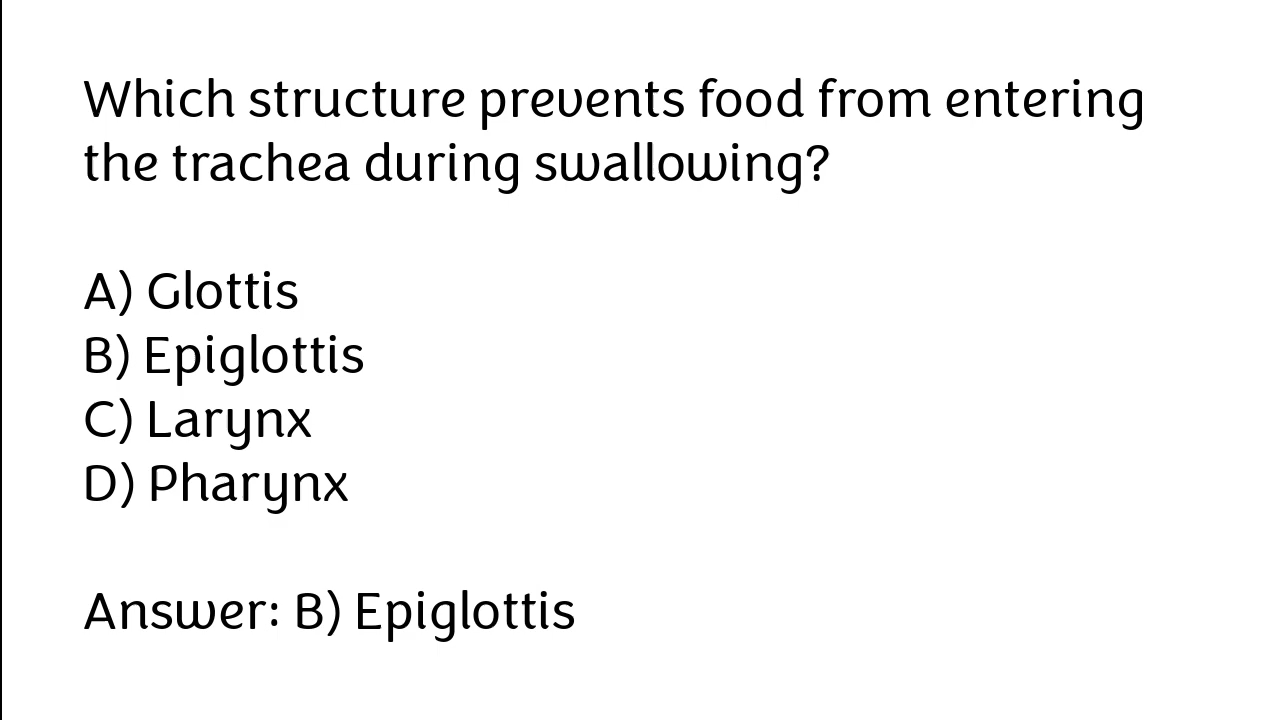 Which structure prevents food from entering
the trachea during swallowing?
A) Glottis
B) Epiglottis
C) Larynx
D) Pharynx
Answer: B) Epiglottis